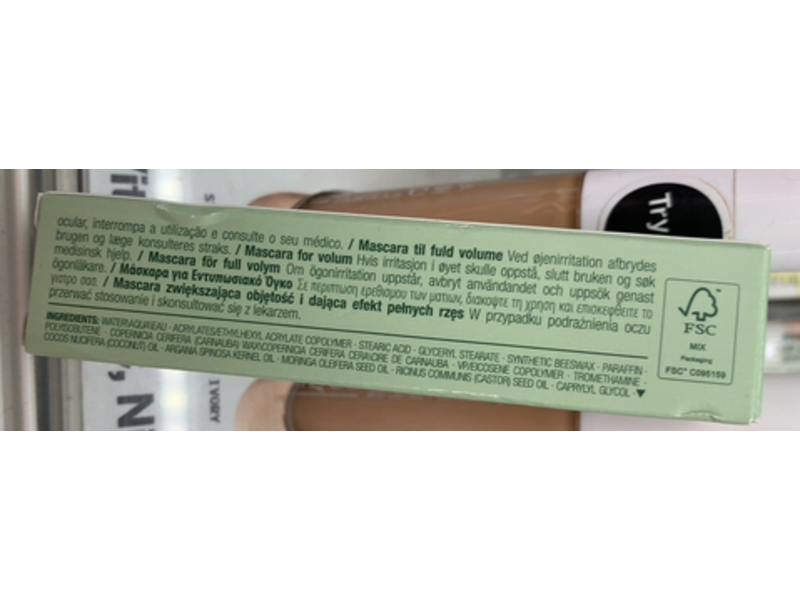 ocular, interrompa a utilização e consulte o seu médico. / Mascara til fuld volume Ved øjenirritation afbrydes
brugen og læge konsulteres straks. / Mascara for volum Hvis irritasjon i øyet skulle oppstå, slutt bruken og søk
medisinsk hjelp. / Mascara för full volym Om ögonirritation uppstår, avbryt användandet och uppsök genast
ögonläkare. / Μάσκαρα για Εντυπωσιακό Όγκο Σε περίπτωση ερεθισμού των ματιών, διακόψτε τη χρήση και επισκεφθείτε το
γιατρό σας. / Mascara zwiększająca objętość i dająca efekt pełnych rzęs W przypadku podrażnienia oczu
przerwać stosowanie i skonsultować się z lekarzem.
INGREDIENTS: WATER\AQUA\EAU · ACRYLATES/ETHYLHEXYL ACRYLATE COPOLYMER · STEARIC ACID · GLYCERYL STEARATE · SYNTHETIC BEESWAX · PARAFFIN ·
POLYISOBUTENE · COPERNICIA CERIFERA (CARNAUBA) WAX\COPERNICIA CERIFERA CERA\CIRE DE CARNAUBA · VP/EICOSENE COPOLYMER · TROMETHAMINE ·
COCOS NUCIFERA (COCONUT) OIL · ARGANIA SPINOSA KERNEL OIL · MORINGA OLEIFERA SEED OIL · RICINUS COMMUNIS (CASTOR) SEED OIL · CAPRYLYL GLYCOL ·
FSC
MIX
Packaging
FSC® C095159
Try
IVORY